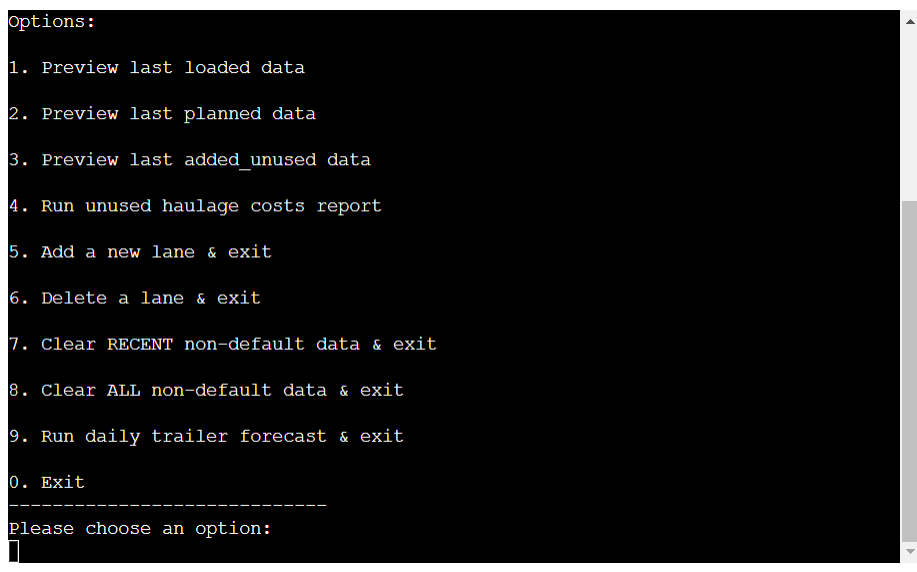 Options:
1. Preview last loaded data
2. Preview last planned data
3. Preview last added_unused data
4. Run unused haulage costs report
5. Add a new lane & exit
6. Delete a lane & exit
7. Clear RECENT non-default data & exit
8. Clear ALL non-default data & exit
9. Run daily trailer forecast & exit
0. Exit
-----------------------------
Please choose an option: